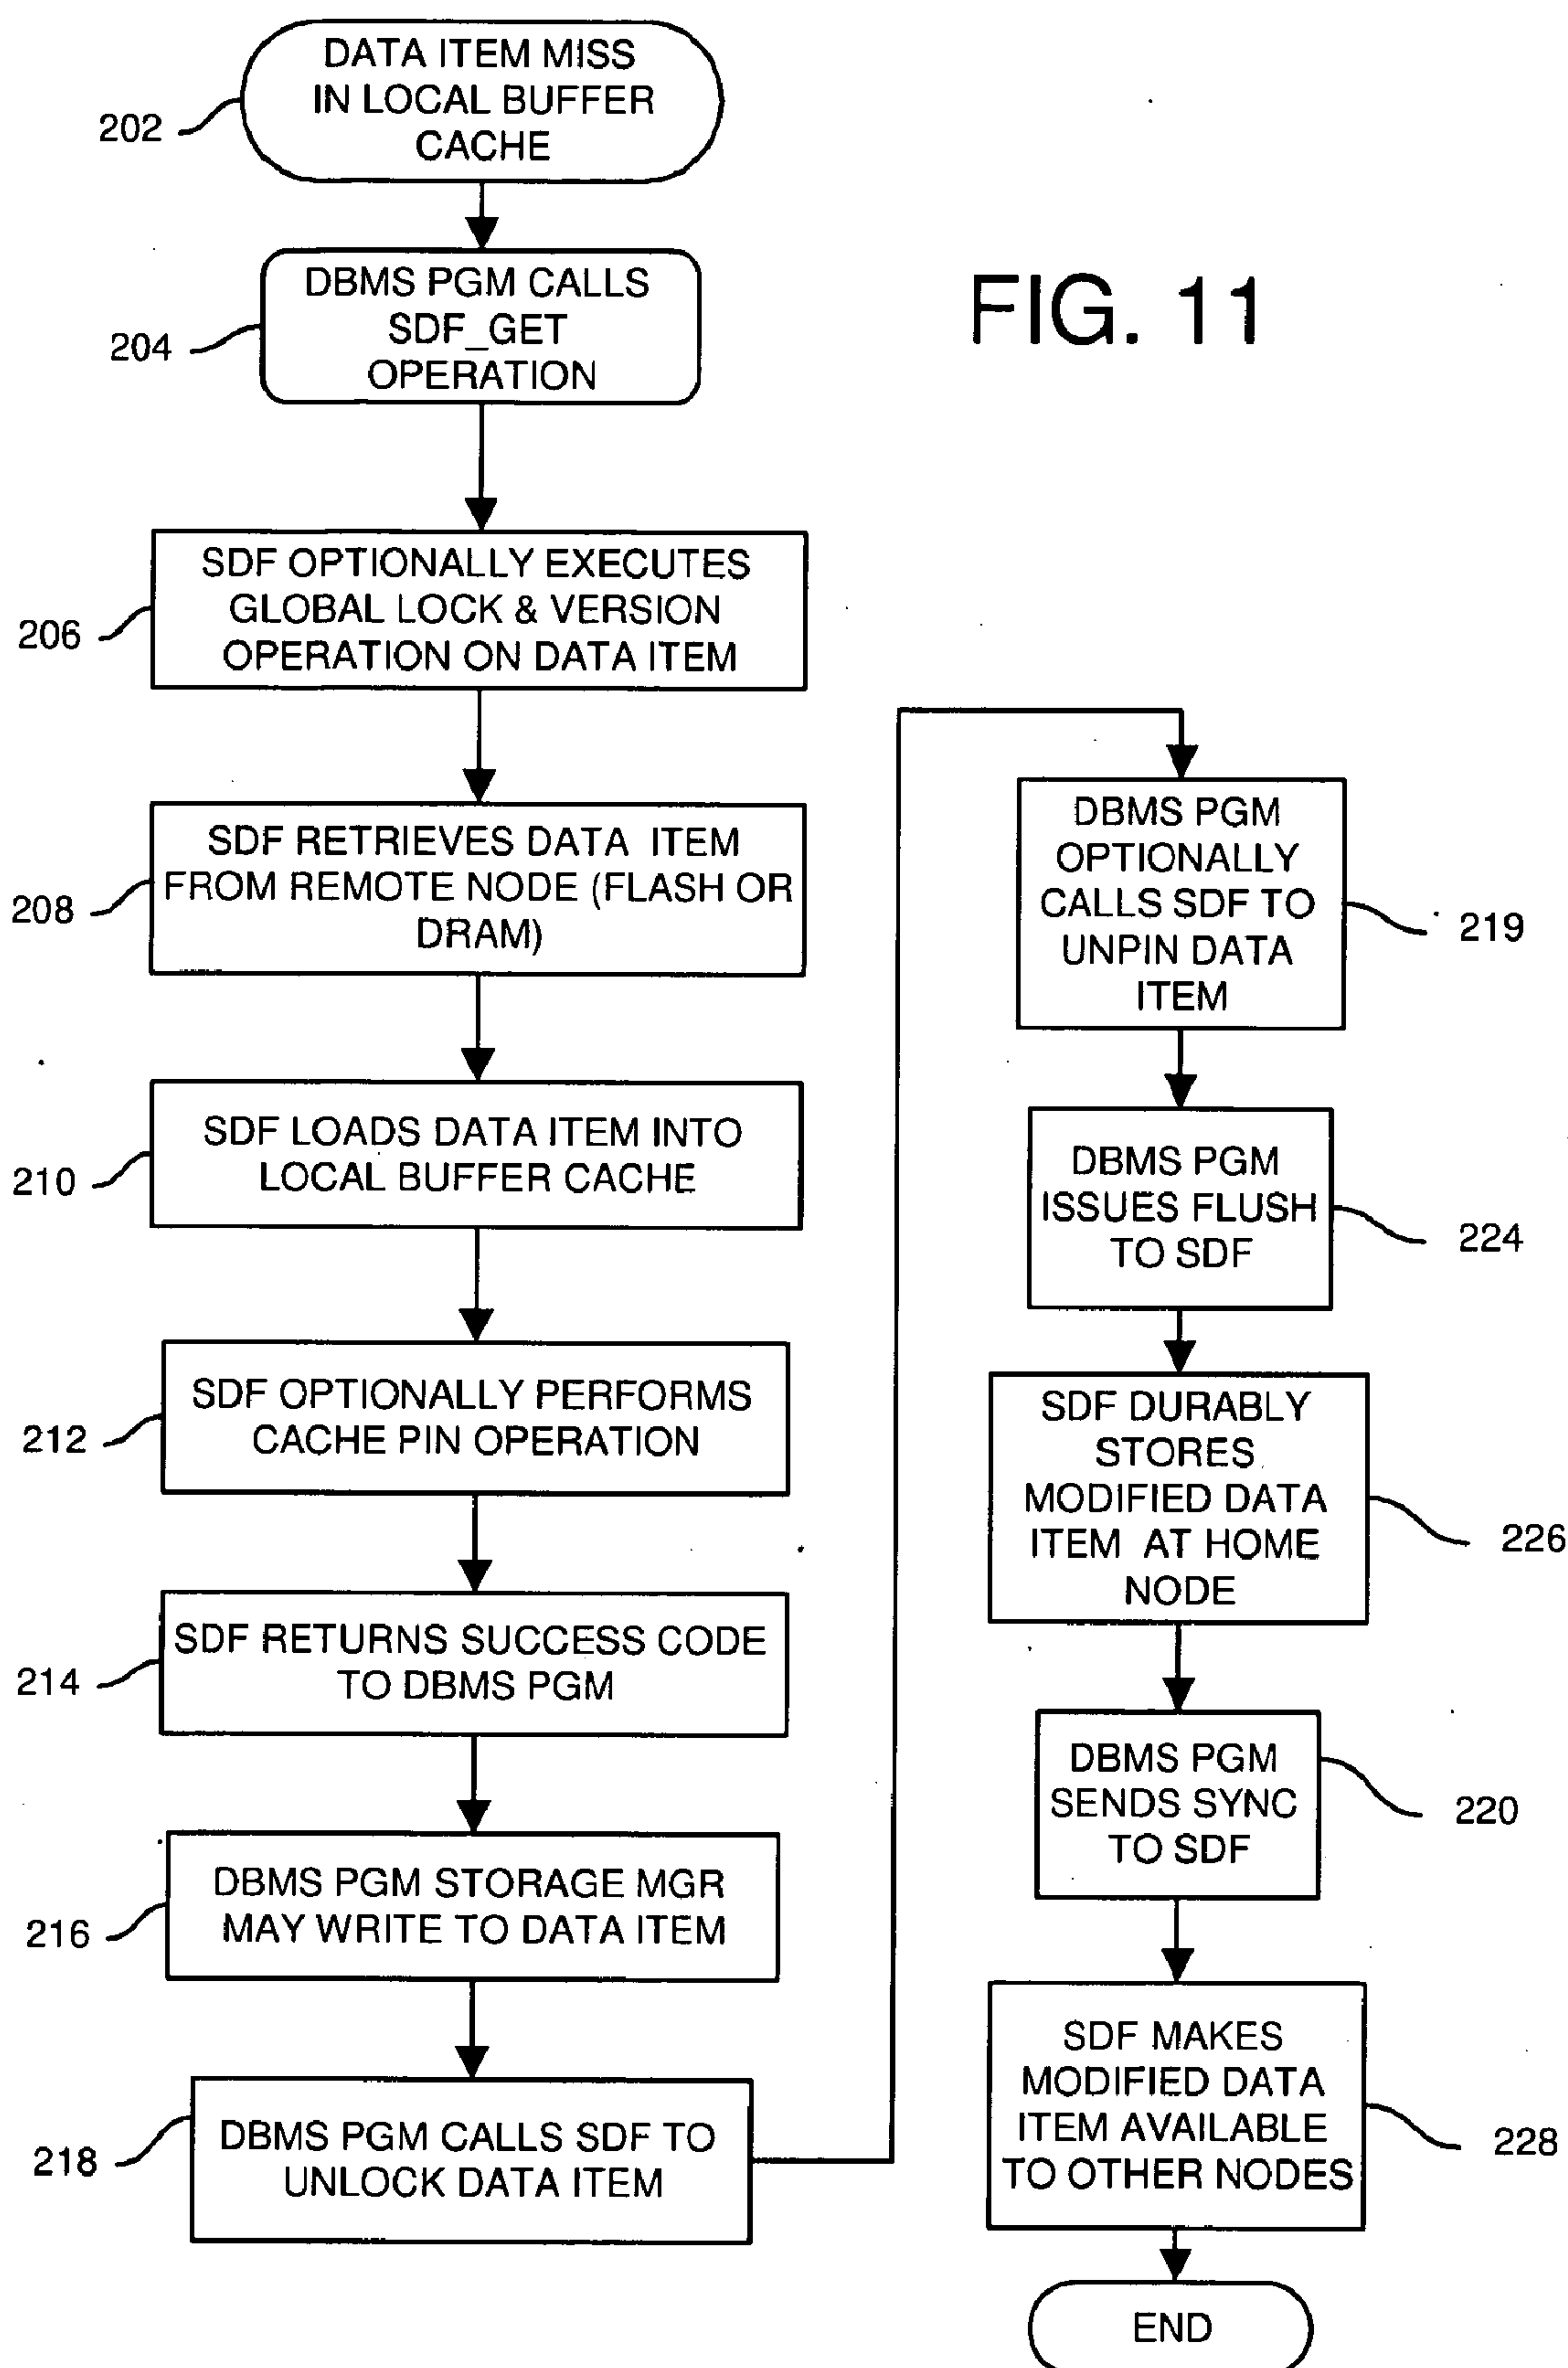 DATA ITEM MISS
IN LOCAL BUFFER
CACHE
202
DBMS PGM CALLS
SDF_GET
OPERATION
204
FIG. 11
SDF OPTIONALLY EXECUTES
GLOBAL LOCK & VERSION
OPERATION ON DATA ITEM
206
SDF RETRIEVES DATA ITEM
FROM REMOTE NODE (FLASH OR
DRAM)
208
SDF LOADS DATA ITEM INTO
LOCAL BUFFER CACHE
210
SDF OPTIONALLY PERFORMS
CACHE PIN OPERATION
212
SDF RETURNS SUCCESS CODE
TO DBMS PGM
214
DBMS PGM STORAGE MGR
MAY WRITE TO DATA ITEM
216
DBMS PGM CALLS SDF TO
UNLOCK DATA ITEM
218
DBMS PGM
OPTIONALLY
CALLS SDF TO
UNPIN DATA
ITEM
219
DBMS PGM
ISSUES FLUSH
TO SDF
224
SDF DURABLY
STORES
MODIFIED DATA
ITEM AT HOME
NODE
226
DBMS PGM
SENDS SYNC
TO SDF
220
SDF MAKES
MODIFIED DATA
ITEM AVAILABLE
TO OTHER NODES
228
END